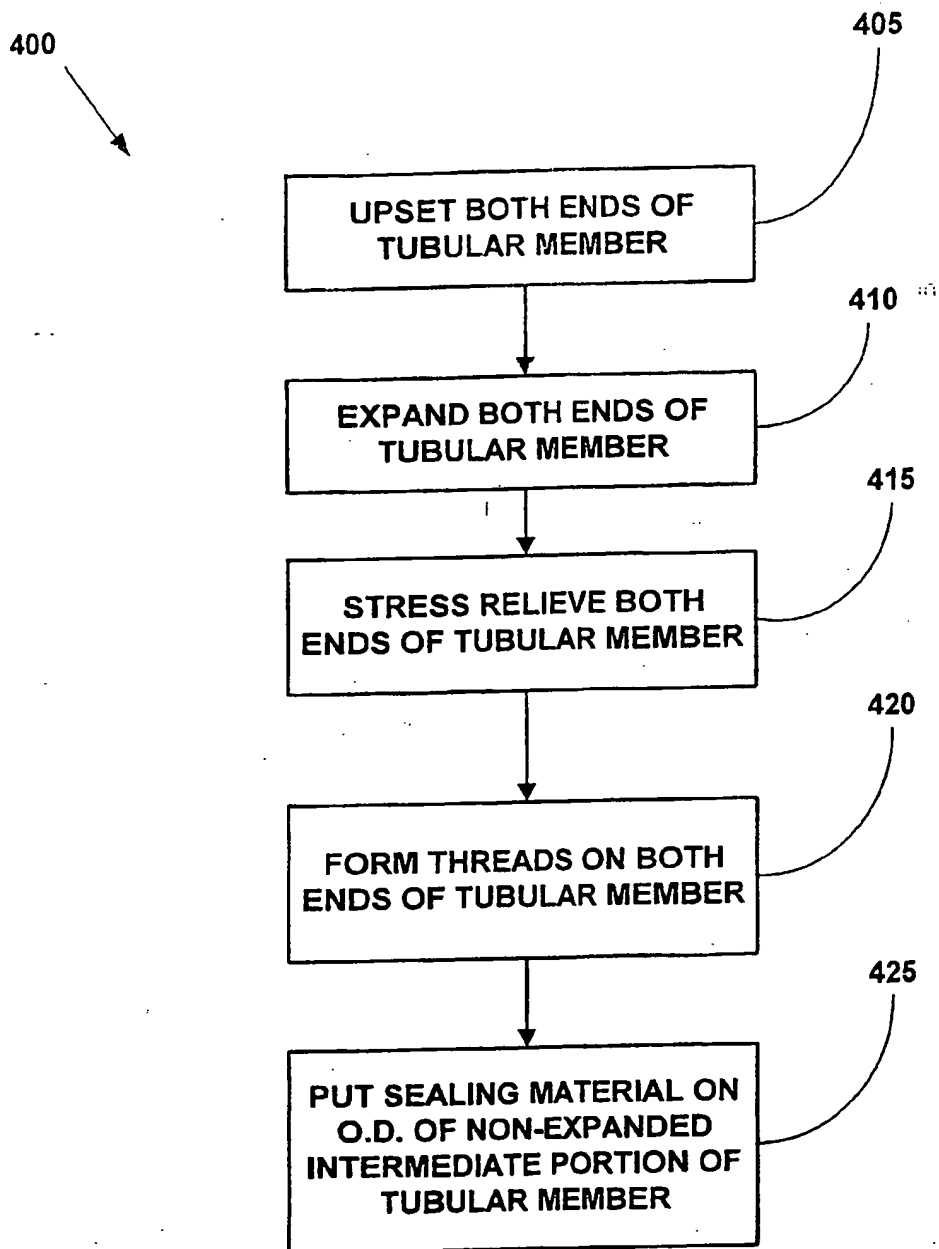 400
405
UPSET BOTH ENDS OF
TUBULAR MEMBER
410
EXPAND BOTH ENDS OF
TUBULAR MEMBER
415
STRESS RELIEVE BOTH
ENDS OF TUBULAR MEMBER
420
FORM THREADS ON BOTH
ENDS OF TUBULAR MEMBER
425
PUT SEALING MATERIAL ON
O.D. OF NON-EXPANDED
INTERMEDIATE PORTION OF
TUBULAR MEMBER